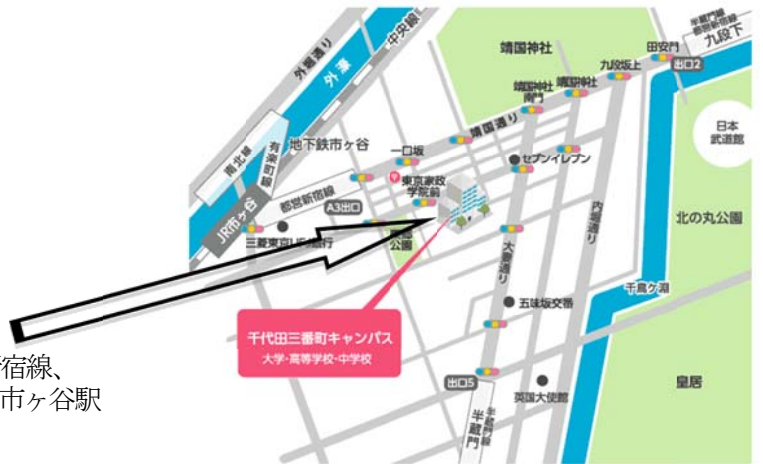 半蔵門線
都営新宿線
九段下
中央線
外堀通り
外濠
靖国神社
田安門
出口2
九段坂上
靖国神社
靖国神社
南門
靖国通り
日本
武道館
南北線
有楽町線
地下鉄市ヶ谷
一口坂
セブンイレブン
東京家政
学院前
都営新宿線
A3出口
JR市ヶ谷
三菱東京UFJ銀行
公園
内堀通り
大妻通り
北の丸公園
千鳥ヶ淵
五味坂交番
千代田三番町キャンパス
大学・高等学校・中学校
宿線、
市ヶ谷駅
出口5
半蔵門線
半蔵門
英国大使館
皇居